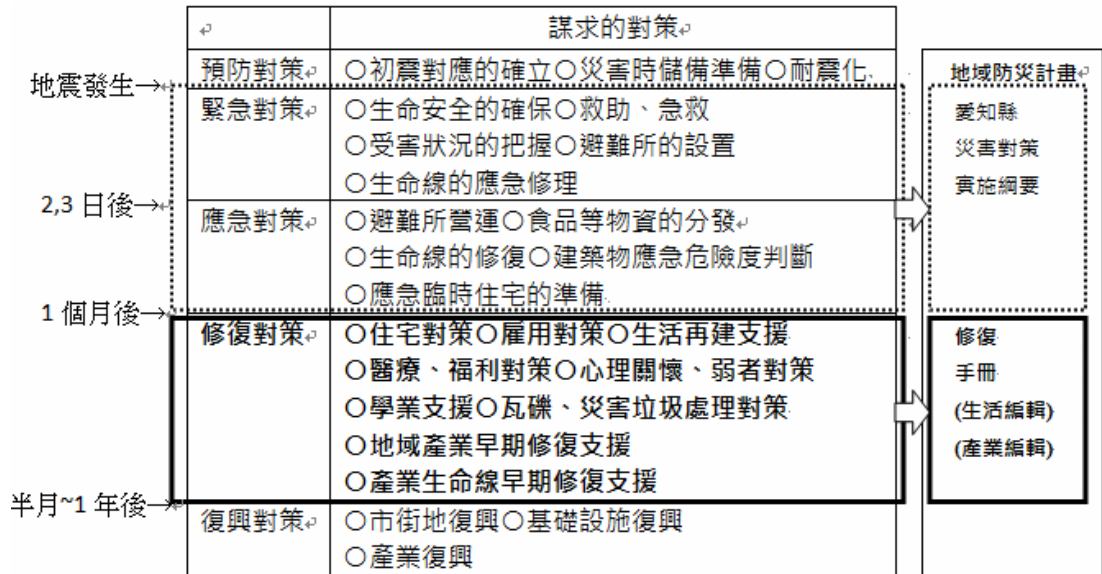 謀求的對策
預防對策 ○初震對應的確立○災害時儲備準備○耐震化
地震發生→
緊急對策 ○生命安全的確保○救助、急救
○受害狀況的把握○避難所的設置
○生命線的應急修理
2,3 日後→
應急對策 ○避難所營運○食品等物資的分發
○生命線的修復○建築物應急危險度判斷
○應急臨時住宅的準備
1 個月後→
修復對策 ○住宅對策○雇用對策○生活再建支援
○醫療、福利對策○心理關懷、弱者對策
○學業支援○瓦礫、災害垃圾處理對策
○地域產業早期修復支援
○產業生命線早期修復支援
半月~1 年後→
復興對策 ○市街地復興○基礎設施復興
○產業復興
地域防災計畫
愛知縣
災害對策
實施綱要
修復
手冊
(生活編輯)
(產業編輯)